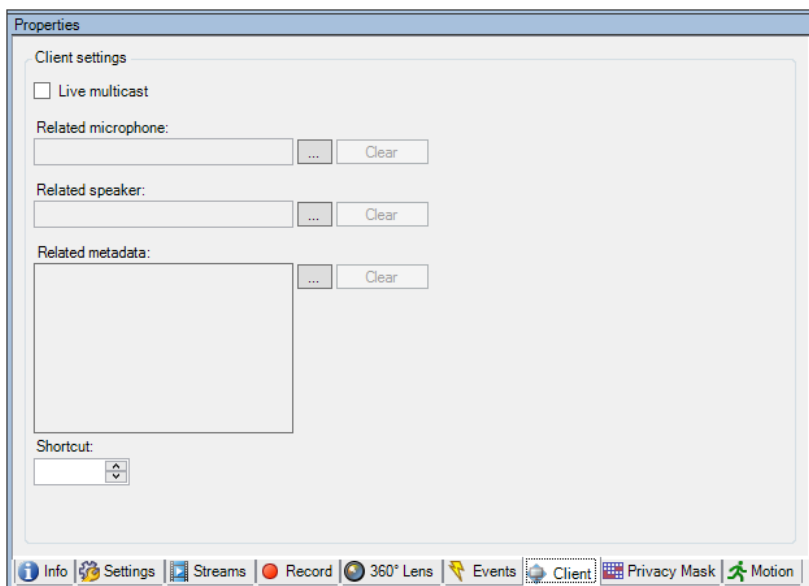 Properties
Client settings
Live multicast
Related microphone:
... Clear
Related speaker:
... Clear
Related metadata:
... Clear
Shortcut:
Info Settings Streams Record 360° Lens Events Client Privacy Mask Motion